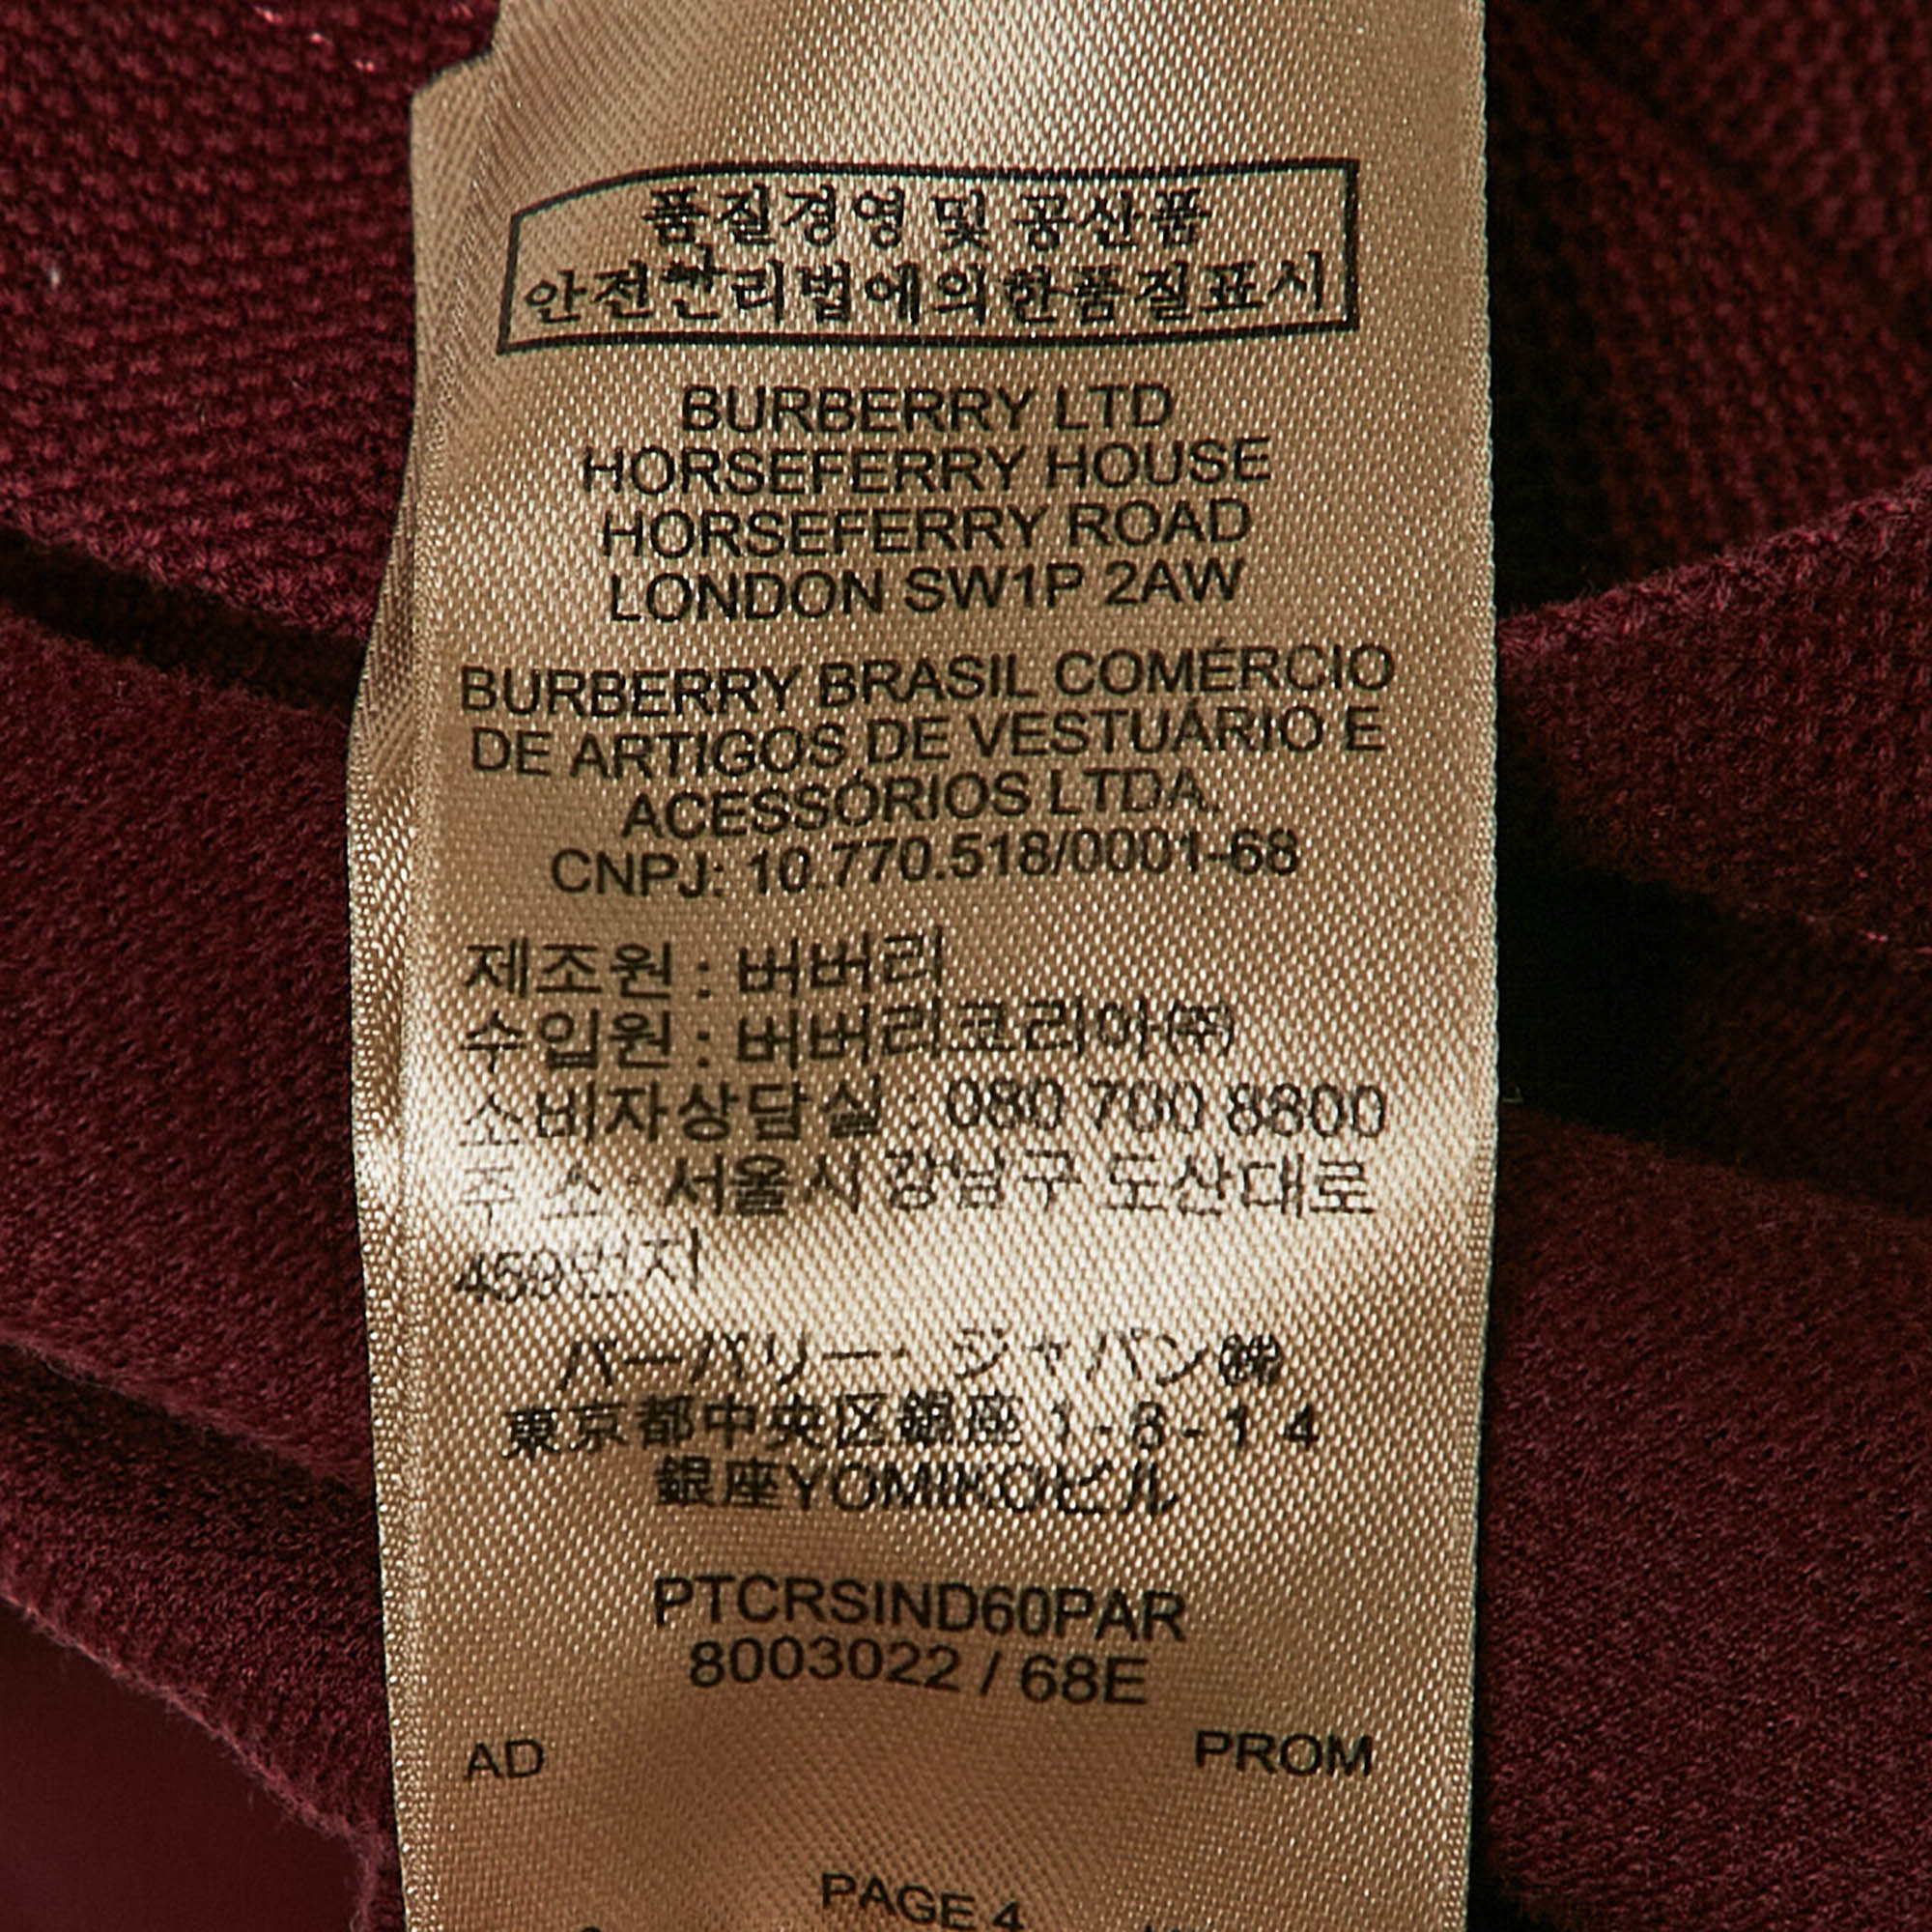 품질경영 및 공산품
안전관리법에의한품질표시
BURBERRY LTD
HORSEFERRY HOUSE
HORSEFERRY ROAD
LONDON SW1P 2AW
BURBERRY BRASIL COMÉRCIO
DE ARTIGOS DE VESTUÁRIO E
ACESSÓRIOS LTDA.
CNPJ: 10.770.518/0001-68
제조원 : 버버리
수입원 : 버버리코리아㈜
소비자상담실 : 080 700 8800
주 소 : 서울시 강남구 도산대로
459번지
バーバリー・ジャパン㈱
東京都中央区銀座 1 - 8 - 1 4
銀座YOMIKOビル
PTCRSIND60PAR
8003022 / 68E
AD PROM
PAGE 4